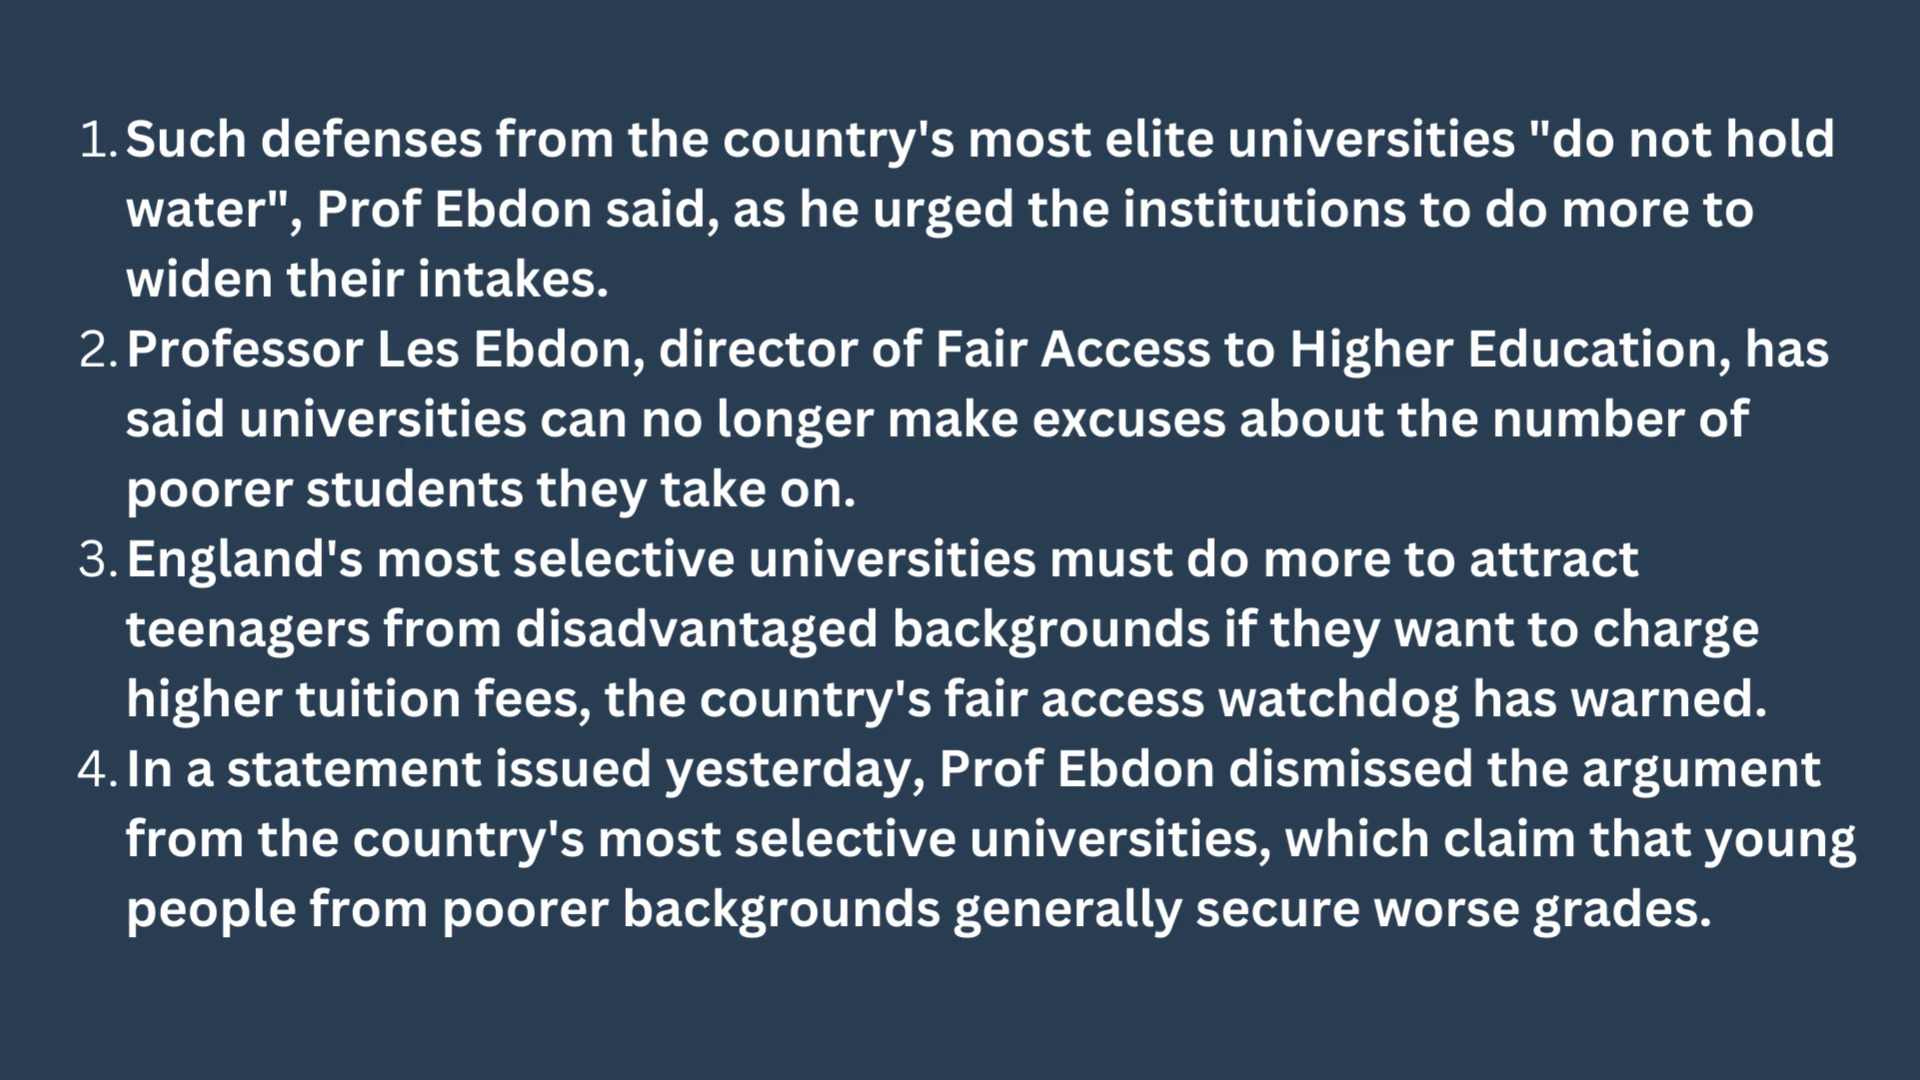 1. Such defenses from the country's most elite universities "do not hold
water", Prof Ebdon said, as he urged the institutions to do more to
widen their intakes.
2. Professor Les Ebdon, director of Fair Access to Higher Education, has
said universities can no longer make excuses about the number of
poorer students they take on.
3. England's most selective universities must do more to attract
teenagers from disadvantaged backgrounds if they want to charge
higher tuition fees, the country's fair access watchdog has warned.
4. In a statement issued yesterday, Prof Ebdon dismissed the argument
from the country's most selective universities, which claim that young
people from poorer backgrounds generally secure worse grades.